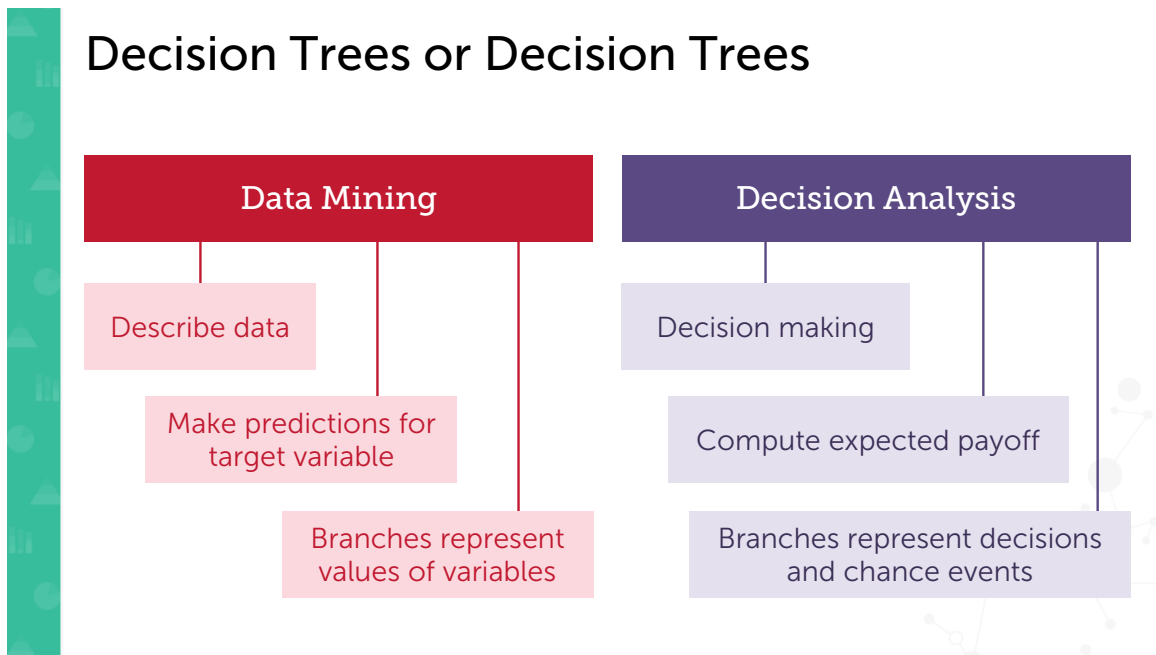 Decision Trees or Decision Trees
Data Mining
Describe data
Make predictions for
target variable
Branches represent
values of variables
Decision Analysis
Decision making
Compute expected payoff
Branches represent decisions
and chance events